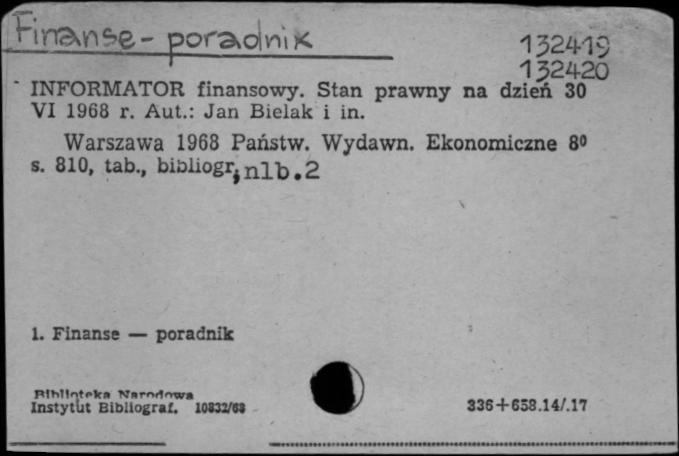 Finanse - poradnik
132419
132420
INFORMATOR finansowy. Stan prawny na dzień 30
VI 1968 r. Aut.: Jan Bielak i in.
Warszawa 1968 Państw. Wydawn. Ekonomiczne 8⁰
s. 810, tab., bibliogr, nlb.2
1. Finanse — poradnik
Biblioteka Narodowa
Instytut Bibliograf. 10832/68
336+658.14/.17